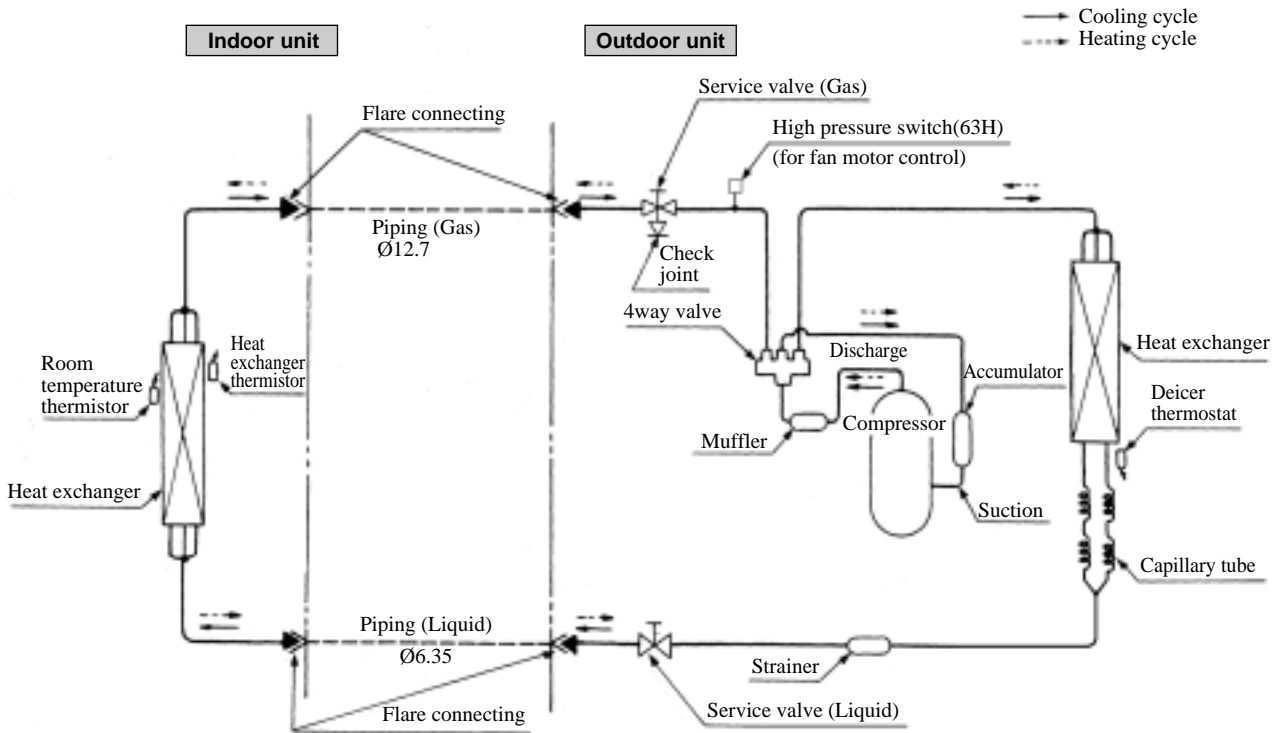 Cooling cycle
Heating cycle
Indoor unit
Outdoor unit
Service valve (Gas)
Flare connecting
High pressure switch(63H)
(for fan motor control)
Piping (Gas)
Ø12.7
Check
joint
4way valve
Discharge
Heat exchanger
Heat
exchanger
thermistor
Room
temperature
thermistor
Accumulator
Deicer
thermostat
Compressor
Muffler
Heat exchanger
Suction
Capillary tube
Piping (Liquid)
Ø6.35
Strainer
Flare connecting
Service valve (Liquid)